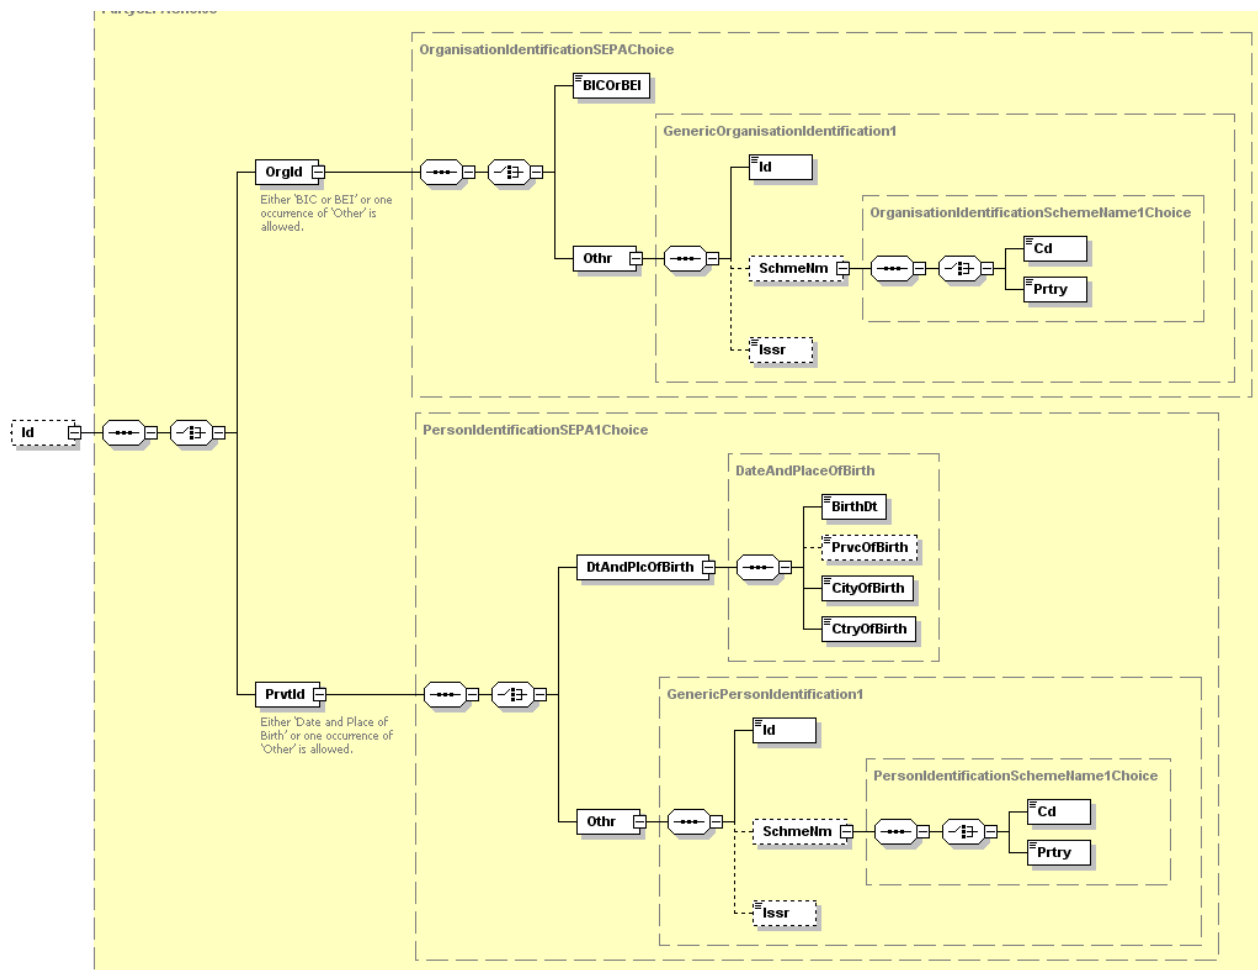 OrganisationIdentificationSEPAChoice
BICOrBEI
GenericOrganisationIdentification1
Id
OrgId
Either 'BIC or BEI' or one
occurrence of 'Other' is
allowed.
OrganisationIdentificationSchemeName1Choice
Cd
Othr
SchmeNm
Prtry
Issr
Id
PersonIdentificationSEPA1Choice
DateAndPlaceOfBirth
BirthDt
PrvcOfBirth
DtAndPlcOfBirth
CityOfBirth
CtryOfBirth
PrvtId
Either 'Date and Place of
Birth' or one occurrence of
'Other' is allowed.
GenericPersonIdentification1
Id
PersonIdentificationSchemeName1Choice
Cd
Othr
SchmeNm
Prtry
Issr